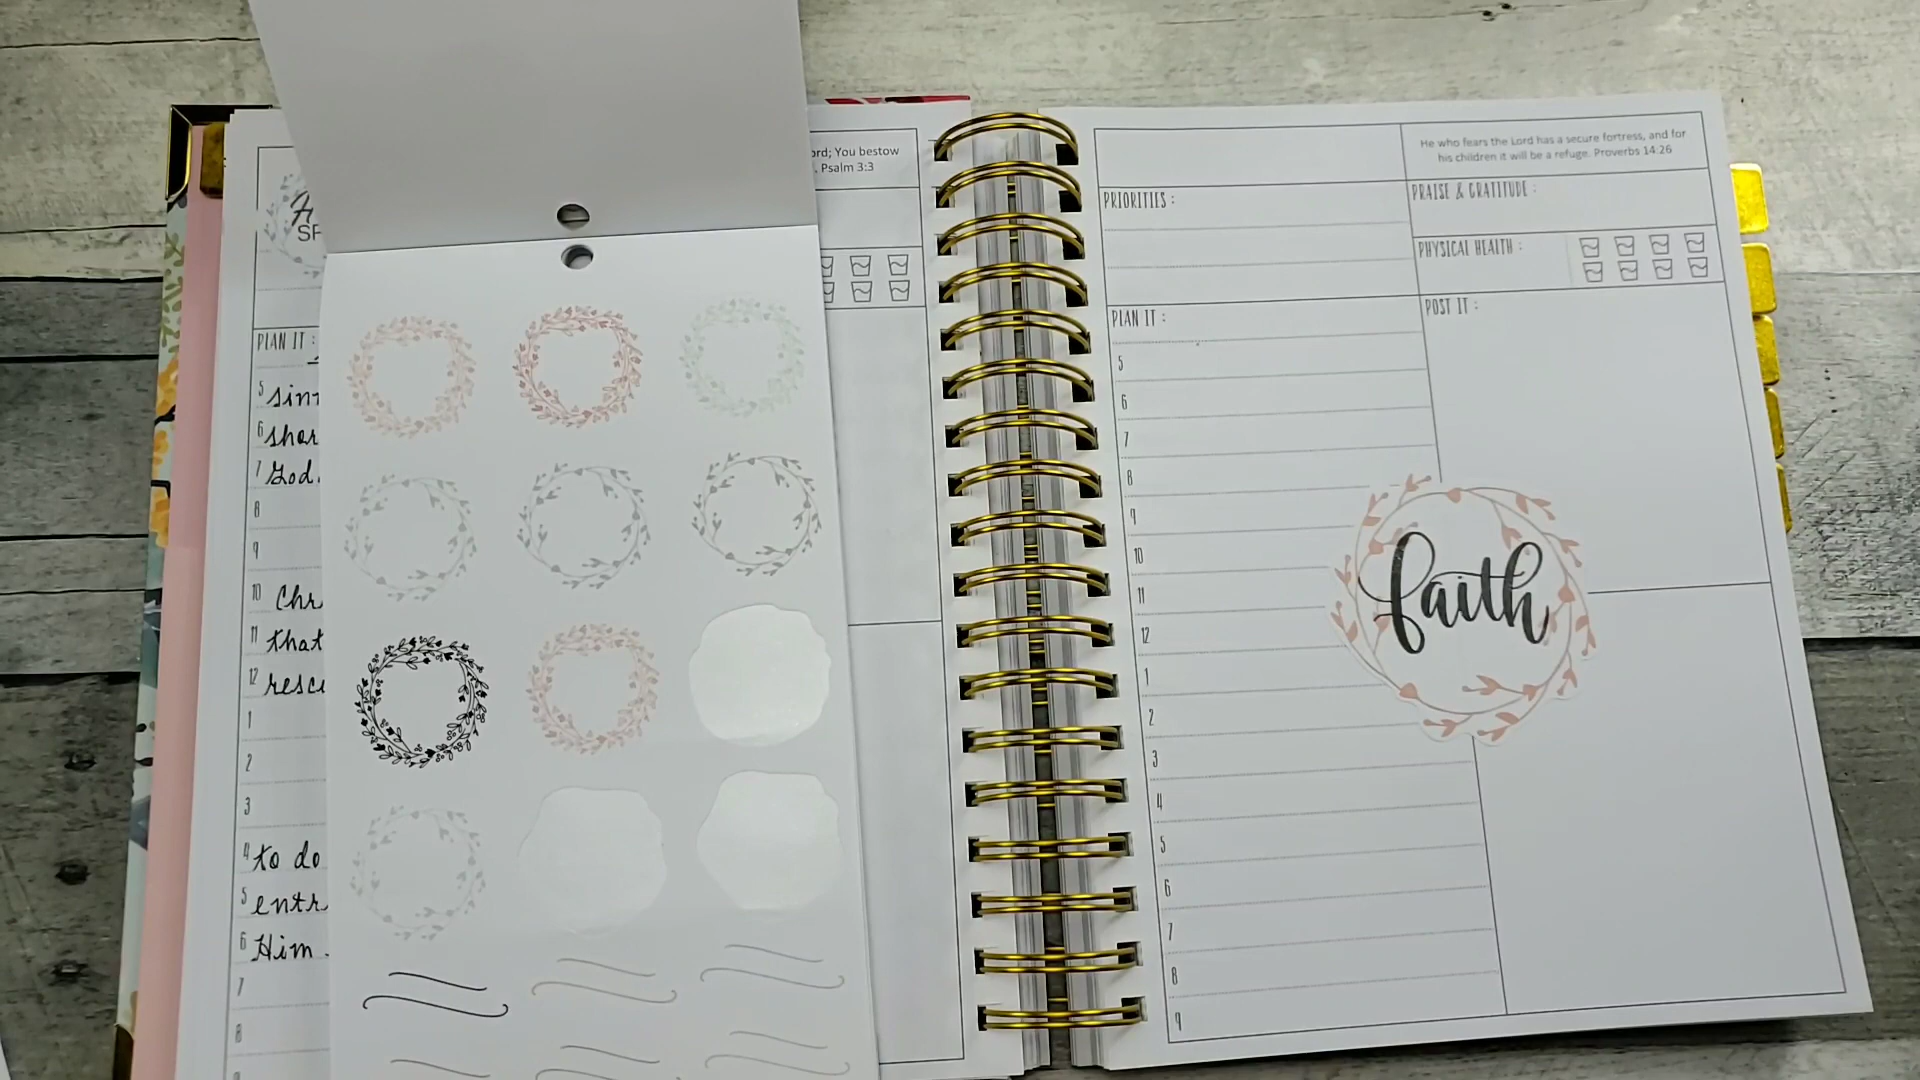 ord; You bestow
. Psalm 3:3
H
SP
PLAN IT :
5 sin
6 shar
7 God.
8
9
10 Chr
11 that
12 rescu
1
2
3
4 to do
5 entr
6 Him
7
8
He who fears the Lord has a secure fortress, and for
his children it will be a refuge. Proverbs 14:26
PRIORITIES :
PRAISE & GRATITUDE :
PHYSICAL HEALTH :
PLAN IT :
POST IT :
5
6
7
8
9
10
11
12
1
2
3
4
5
6
7
8
9
faith